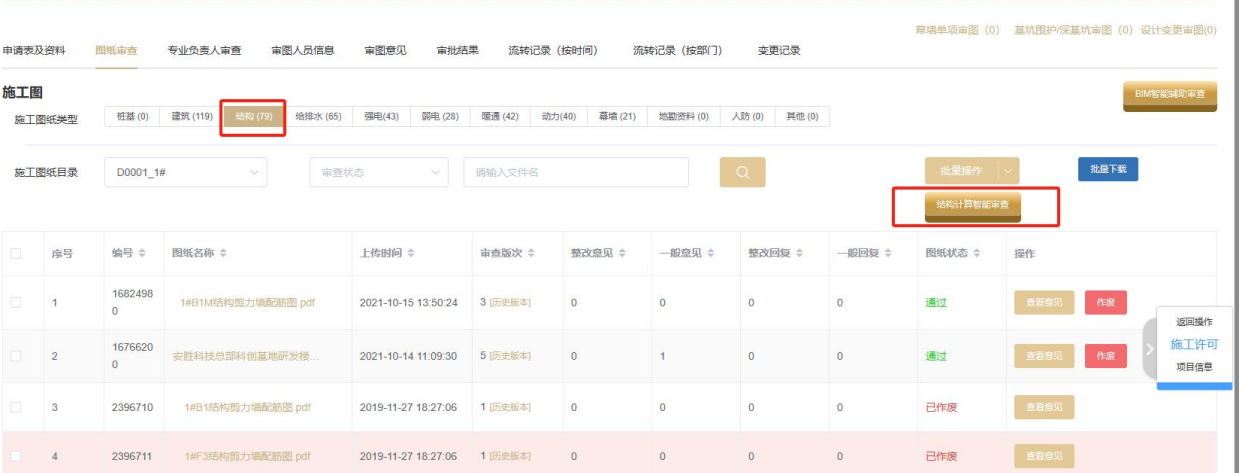 幕墙单项审图 (0) 基坑围护/深基坑审图 (0) 设计变更审图(0)
申请表及资料 图纸审查 专业负责人审查 审图人员信息 审图意见 审批结果 流转记录 (按时间) 流转记录 (按部门) 变更记录
施工图
BIM智能辅助审查
施工图纸类型 桩基 (0) 建筑 (119) 结构 (79) 给排水 (65) 强电(43) 弱电 (28) 暖通 (42) 动力(40) 幕墙 (21) 地勘资料 (0) 人防 (0) 其他 (0)
施工图纸目录 D0001_1# 审查状态 请输入文件名 批量操作 批量下载
结构计算智能审查
序号 编号 图纸名称 上传时间 审查版次 整改意见 一般意见 整改回复 一般回复 图纸状态 操作
1 16824980 1#B1M结构剪力墙配筋图.pdf 2021-10-15 13:50:24 3 [历史版本] 0 0 0 0 通过 查看意见 作废
2 16766200 安胜科技总部科创基地研发楼... 2021-10-14 11:09:30 5 [历史版本] 0 1 0 0 通过 查看意见 作废
3 2396710 1#B1结构剪力墙配筋图.pdf 2019-11-27 18:27:06 1 [历史版本] 0 0 0 0 已作废 查看意见
4 2396711 1#F3结构剪力墙配筋图.pdf 2019-11-27 18:27:06 1 [历史版本] 0 0 0 0 已作废 查看意见
返回操作
施工许可
项目信息